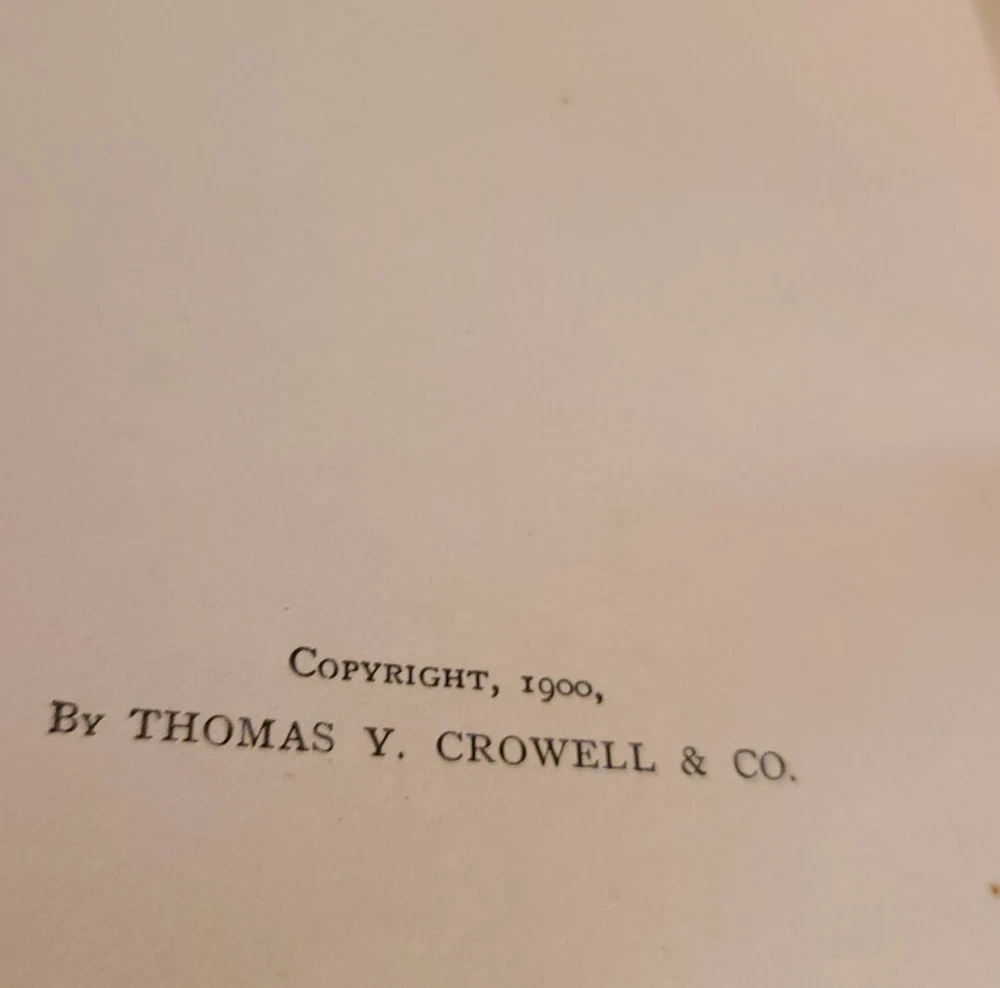 Copyright, 1900,
By THOMAS Y. CROWELL & CO.